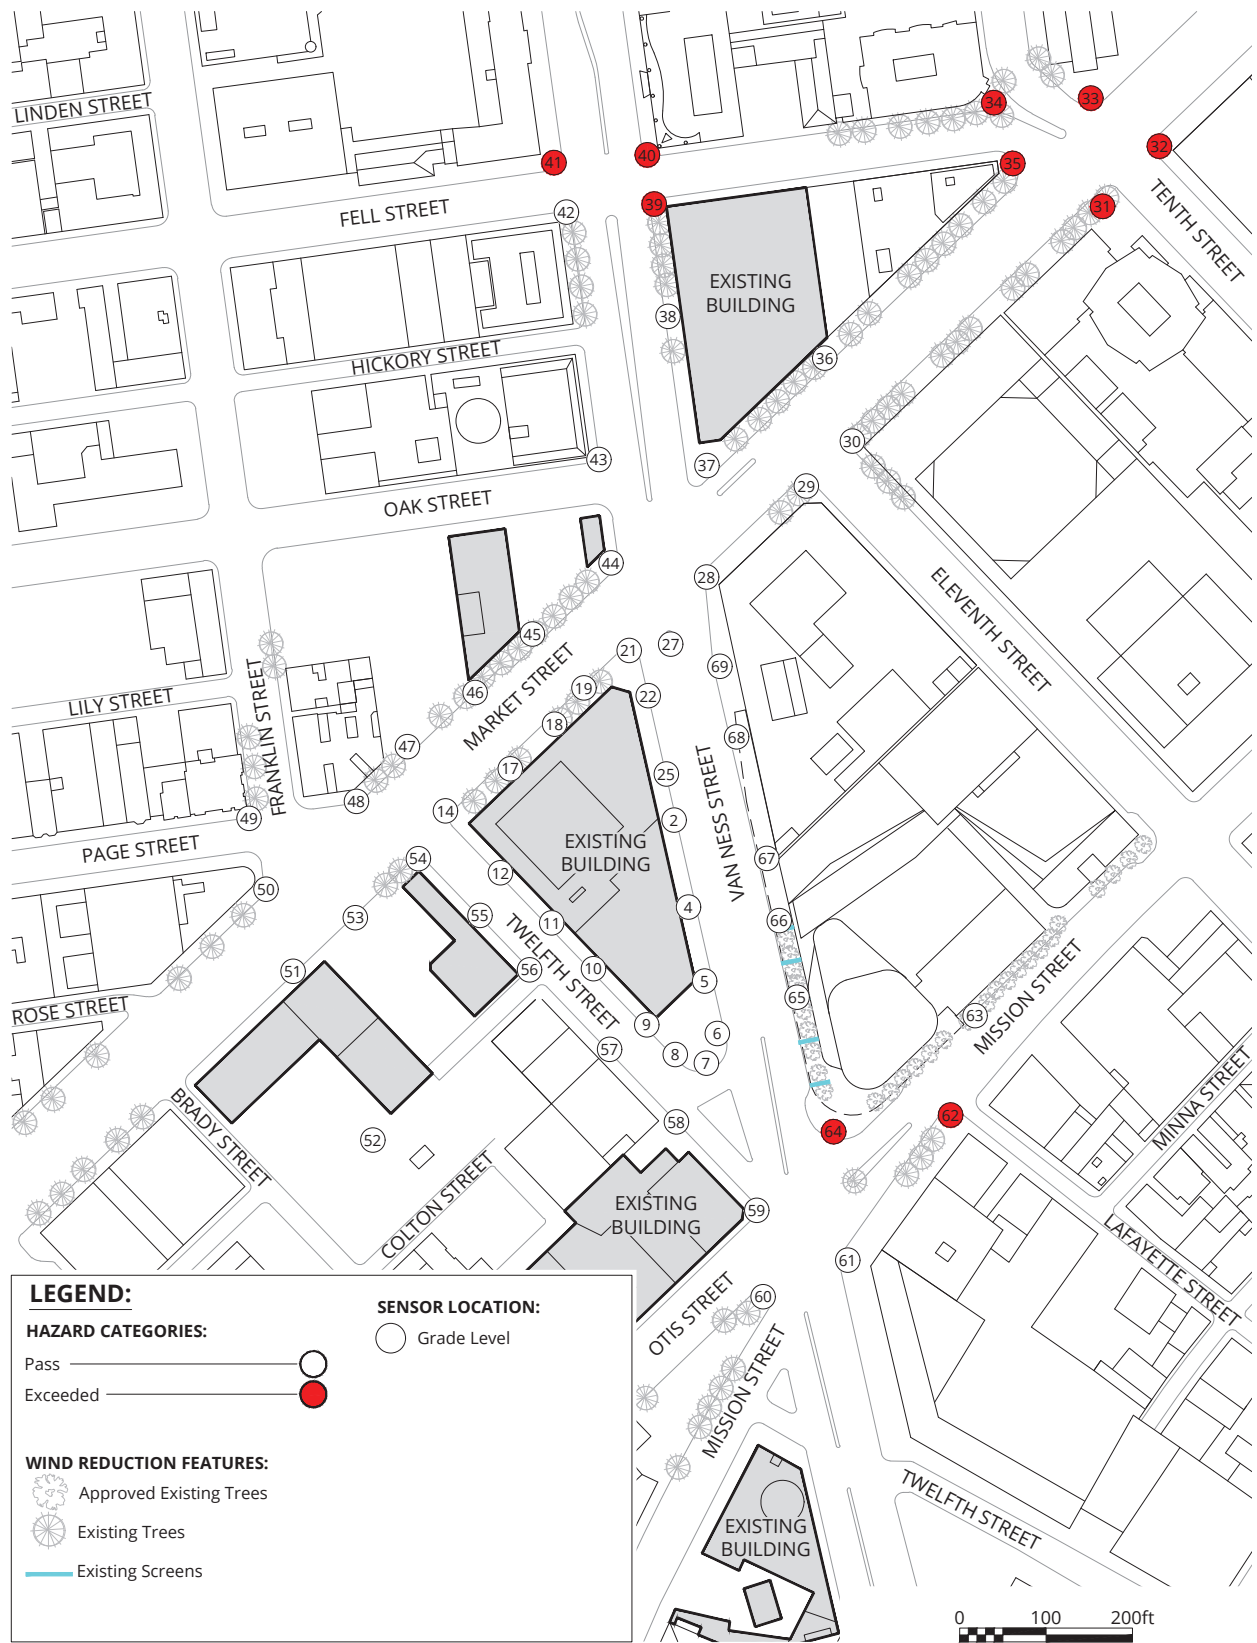 LINDEN STREET
34
33
41
40
32
35
39
31
42
FELL STREET
TENTH STREET
EXISTING
BUILDING
38
HICKORY STREET
36
30
43
37
29
OAK STREET
44
28
ELEVENTH STREET
45
27
21
69
46
MARKET STREET
19
22
LILY STREET
FRANKLIN STREET
18
68
47
17
25
VAN NESS STREET
48
14
49
2
PAGE STREET
EXISTING
BUILDING
54
67
12
50
4
53
55
11
66
TWELFTH STREET
56
10
51
5
65
MISSION STREET
ROSE STREET
63
9
6
57
8
7
BRADY STREET
MINNA STREET
62
58
64
52
COLTON STREET
EXISTING
BUILDING
59
LAFAYETTE STREET
61
60
OTIS STREET
MISSION STREET
LEGEND:
HAZARD CATEGORIES:
Pass
Exceeded
SENSOR LOCATION:
Grade Level
WIND REDUCTION FEATURES:
Approved Existing Trees
Existing Trees
Existing Screens
TWELFTH STREET
EXISTING
BUILDING
0 100 200ft